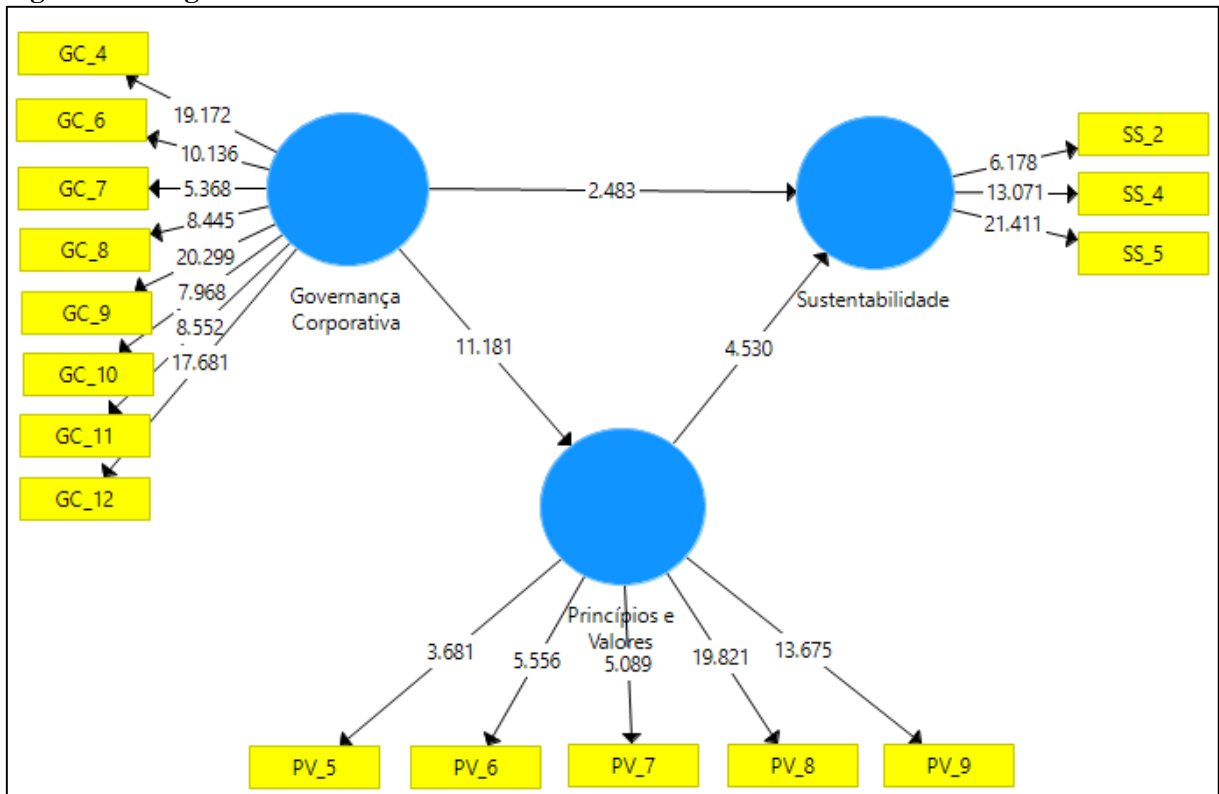 GC_4
GC_6
GC_7
GC_8
GC_9
GC_10
GC_11
GC_12
19.172
10.136
5.368
8.445
20.299
7.968
8.552
17.681
Governança
Corporativa
2.483
11.181
4.530
Sustentabilidade
6.178
13.071
21.411
SS_2
SS_4
SS_5
Princípios e
Valores
3.681
5.556
5.089
19.821
13.675
PV_5
PV_6
PV_7
PV_8
PV_9